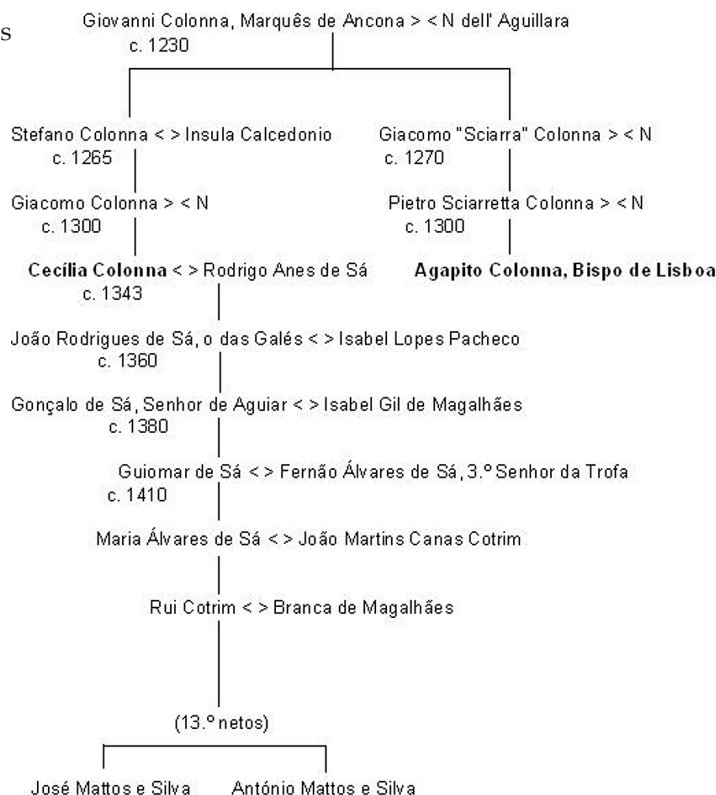 s
Giovanni Colonna, Marquês de Ancona > < N dell' Aguillara
c. 1230
Stefano Colonna < > Insula Calcedonio
c. 1265
Giacomo "Sciarra" Colonna > < N
c. 1270
Giacomo Colonna > < N
c. 1300
Pietro Sciarretta Colonna > < N
c. 1300
Cecília Colonna < > Rodrigo Anes de Sá
c. 1343
Agapito Colonna, Bispo de Lisboa
João Rodrigues de Sá, o das Galés < > Isabel Lopes Pacheco
c. 1360
Gonçalo de Sá, Senhor de Aguiar < > Isabel Gil de Magalhães
c. 1380
Guiomar de Sá < > Fernão Álvares de Sá, 3.º Senhor da Trofa
c. 1410
Maria Álvares de Sá < > João Martins Canas Cotrim
Rui Cotrim < > Branca de Magalhães
(13.º netos)
José Mattos e Silva
António Mattos e Silva